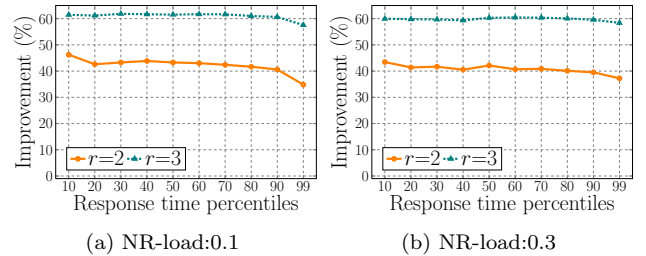 Improvement (%)
60
50
40
30
20
10
0
r=2 r=3
10 20 30 40 50 60 70 80 90 99
Response time percentiles
(a) NR-load:0.1
Improvement (%)
60
50
40
30
20
10
0
r=2 r=3
10 20 30 40 50 60 70 80 90 99
Response time percentiles
(b) NR-load:0.3